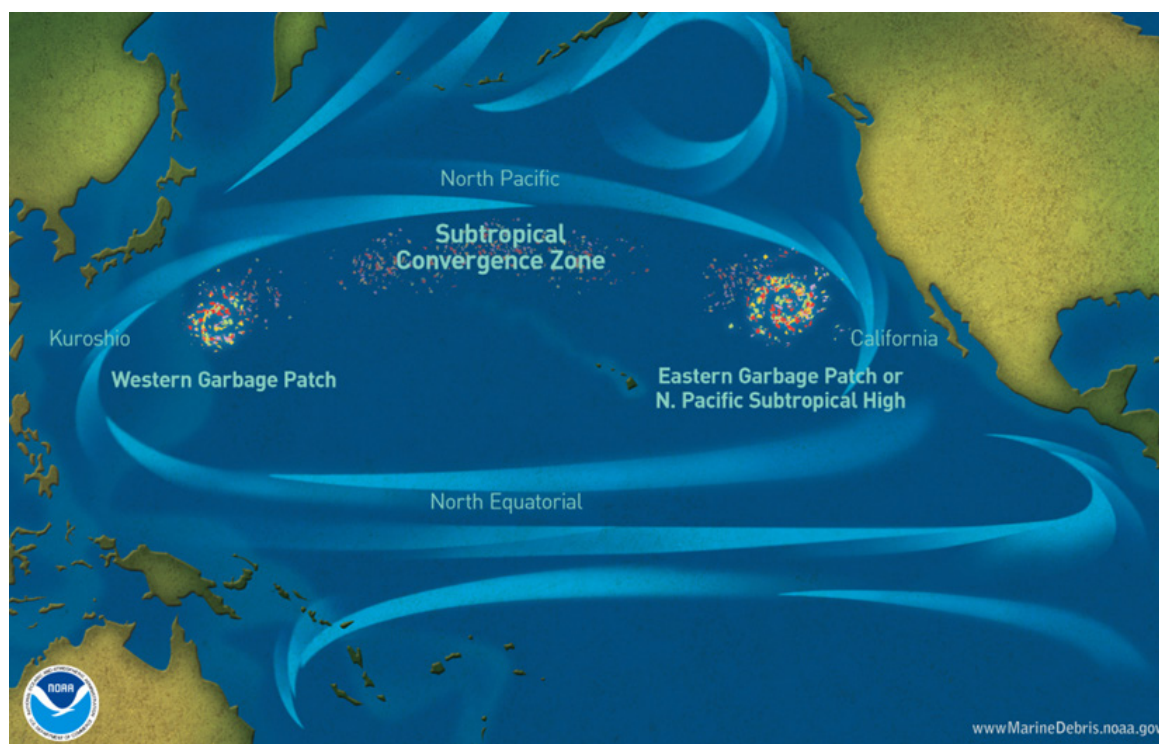 North Pacific
Subtropical
Convergence Zone
Kuroshio
California
Western Garbage Patch
Eastern Garbage Patch or
N. Pacific Subtropical High
North Equatorial
NOAA
www.MarineDebris.noaa.gov